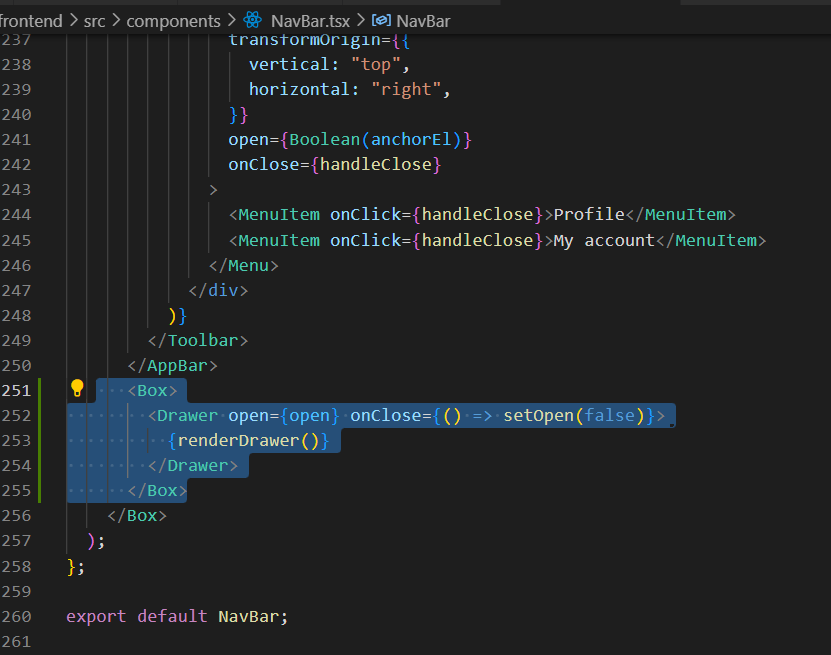 frontend > src > components > NavBar.tsx > NavBar
237 transformOrigin={{
238 vertical: "top",
239 horizontal: "right",
240 }}
241 open={Boolean(anchorEl)}
242 onClose={handleClose}
243 >
244 <MenuItem onClick={handleClose}>Profile</MenuItem>
245 <MenuItem onClick={handleClose}>My account</MenuItem>
246 </Menu>
247 </div>
248 )}
249 </Toolbar>
250 </AppBar>
251 <Box>
252 <Drawer open={open} onClose={() => setOpen(false)}>
253 {renderDrawer()}
254 </Drawer>
255 </Box>
256 </Box>
257 );
258 };
259
260 export default NavBar;
261